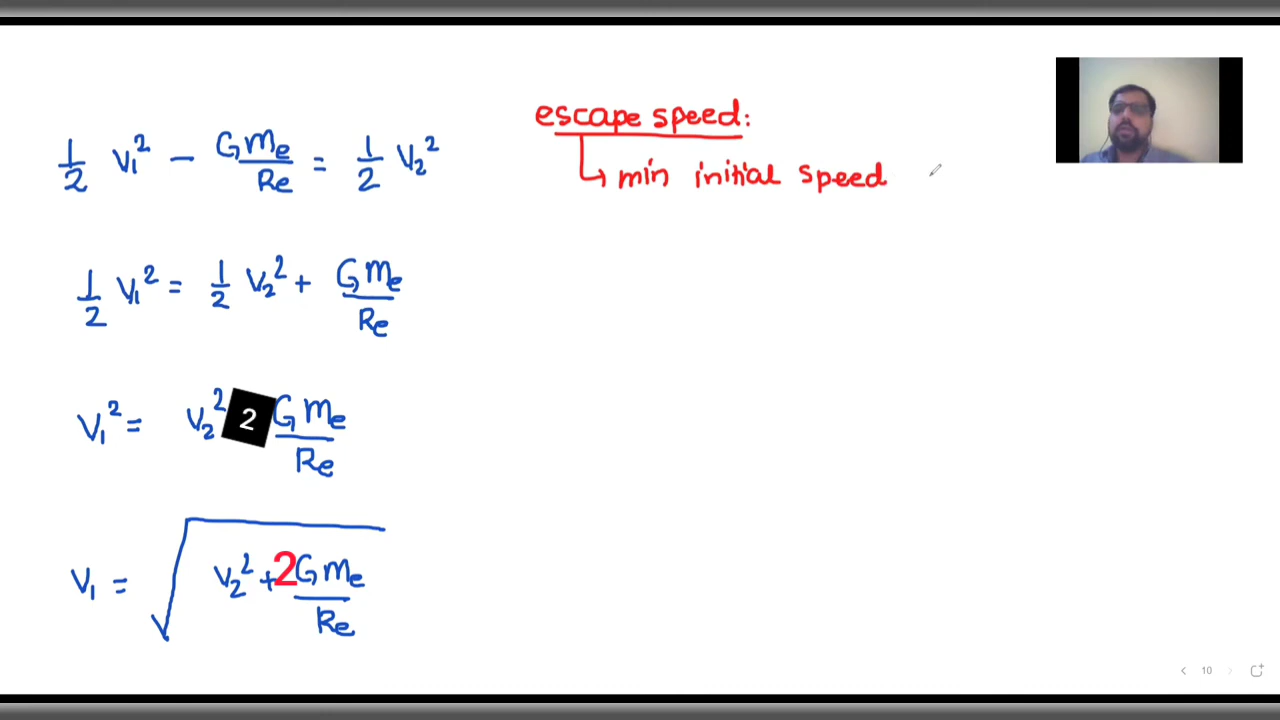 1/2 V₁² - GMe/Re = 1/2 V₂²
1/2 V₁² = 1/2 V₂² + GMe/Re
V₁² = V₂² 2 GMe/Re
V₁ = √(V₂² + 2GMe/Re)
escape speed:
↳ min initial speed
10